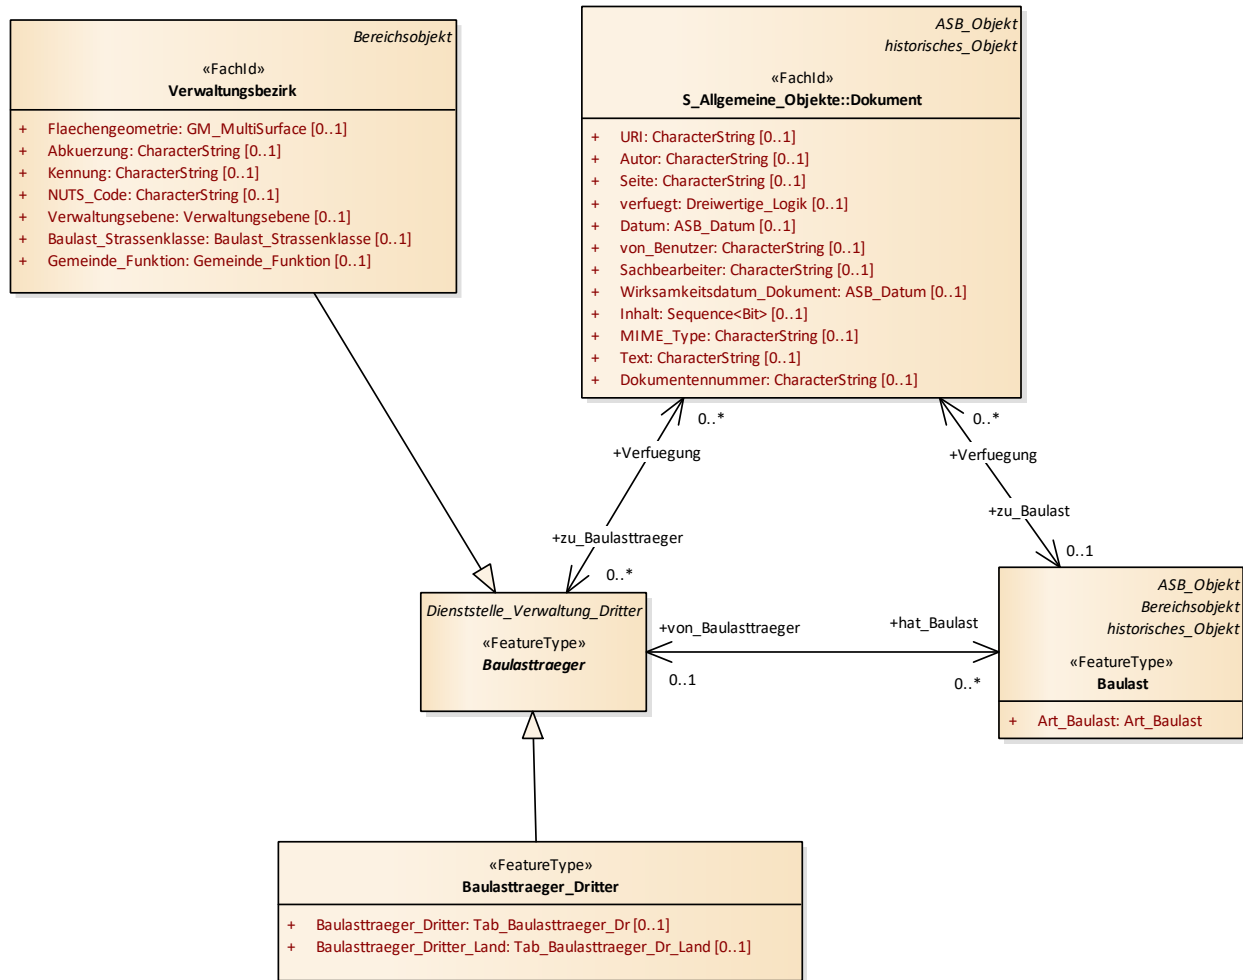 Bereichsobjekt
«FachId»
Verwaltungsbezirk
+ Flaechengeometrie: GM_MultiSurface [0..1]
+ Abkuerzung: CharacterString [0..1]
+ Kennung: CharacterString [0..1]
+ NUTS_Code: CharacterString [0..1]
+ Verwaltungsebene: Verwaltungsebene [0..1]
+ Baulast_Strassenklasse: Baulast_Strassenklasse [0..1]
+ Gemeinde_Funktion: Gemeinde_Funktion [0..1]
ASB_Objekt
historisches_Objekt
«FachId»
S_Allgemeine_Objekte::Dokument
+ URI: CharacterString [0..1]
+ Autor: CharacterString [0..1]
+ Seite: CharacterString [0..1]
+ verfuegt: Dreiwertige_Logik [0..1]
+ Datum: ASB_Datum [0..1]
+ von_Benutzer: CharacterString [0..1]
+ Sachbearbeiter: CharacterString [0..1]
+ Wirksamkeitsdatum_Dokument: ASB_Datum [0..1]
+ Inhalt: Sequence<Bit> [0..1]
+ MIME_Type: CharacterString [0..1]
+ Text: CharacterString [0..1]
+ Dokumentennummer: CharacterString [0..1]
0..*
+Verfuegung
+zu_Baulasttraeger
0..*
0..*
+Verfuegung
+zu_Baulast
0..1
Dienststelle_Verwaltung_Dritter
«FeatureType»
Baulasttraeger
+von_Baulasttraeger
0..1
+hat_Baulast
0..*
ASB_Objekt
Bereichsobjekt
historisches_Objekt
«FeatureType»
Baulast
+ Art_Baulast: Art_Baulast
«FeatureType»
Baulasttraeger_Dritter
+ Baulasttraeger_Dritter: Tab_Baulasttraeger_Dr [0..1]
+ Baulasttraeger_Dritter_Land: Tab_Baulasttraeger_Dr_Land [0..1]